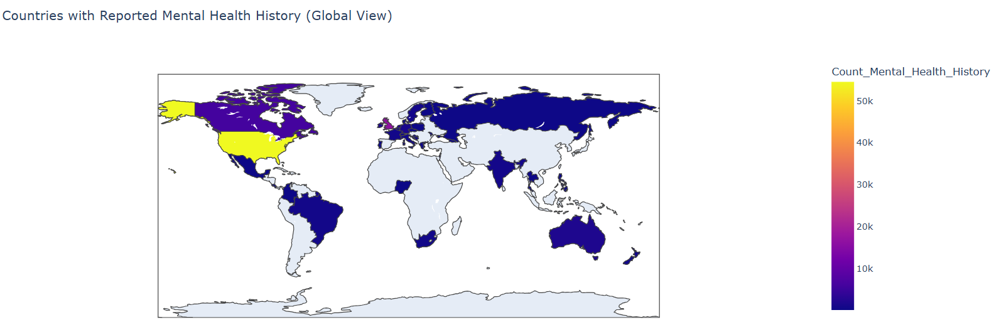 Countries with Reported Mental Health History (Global View)
Count_Mental_Health_History
50k
40k
30k
20k
10k